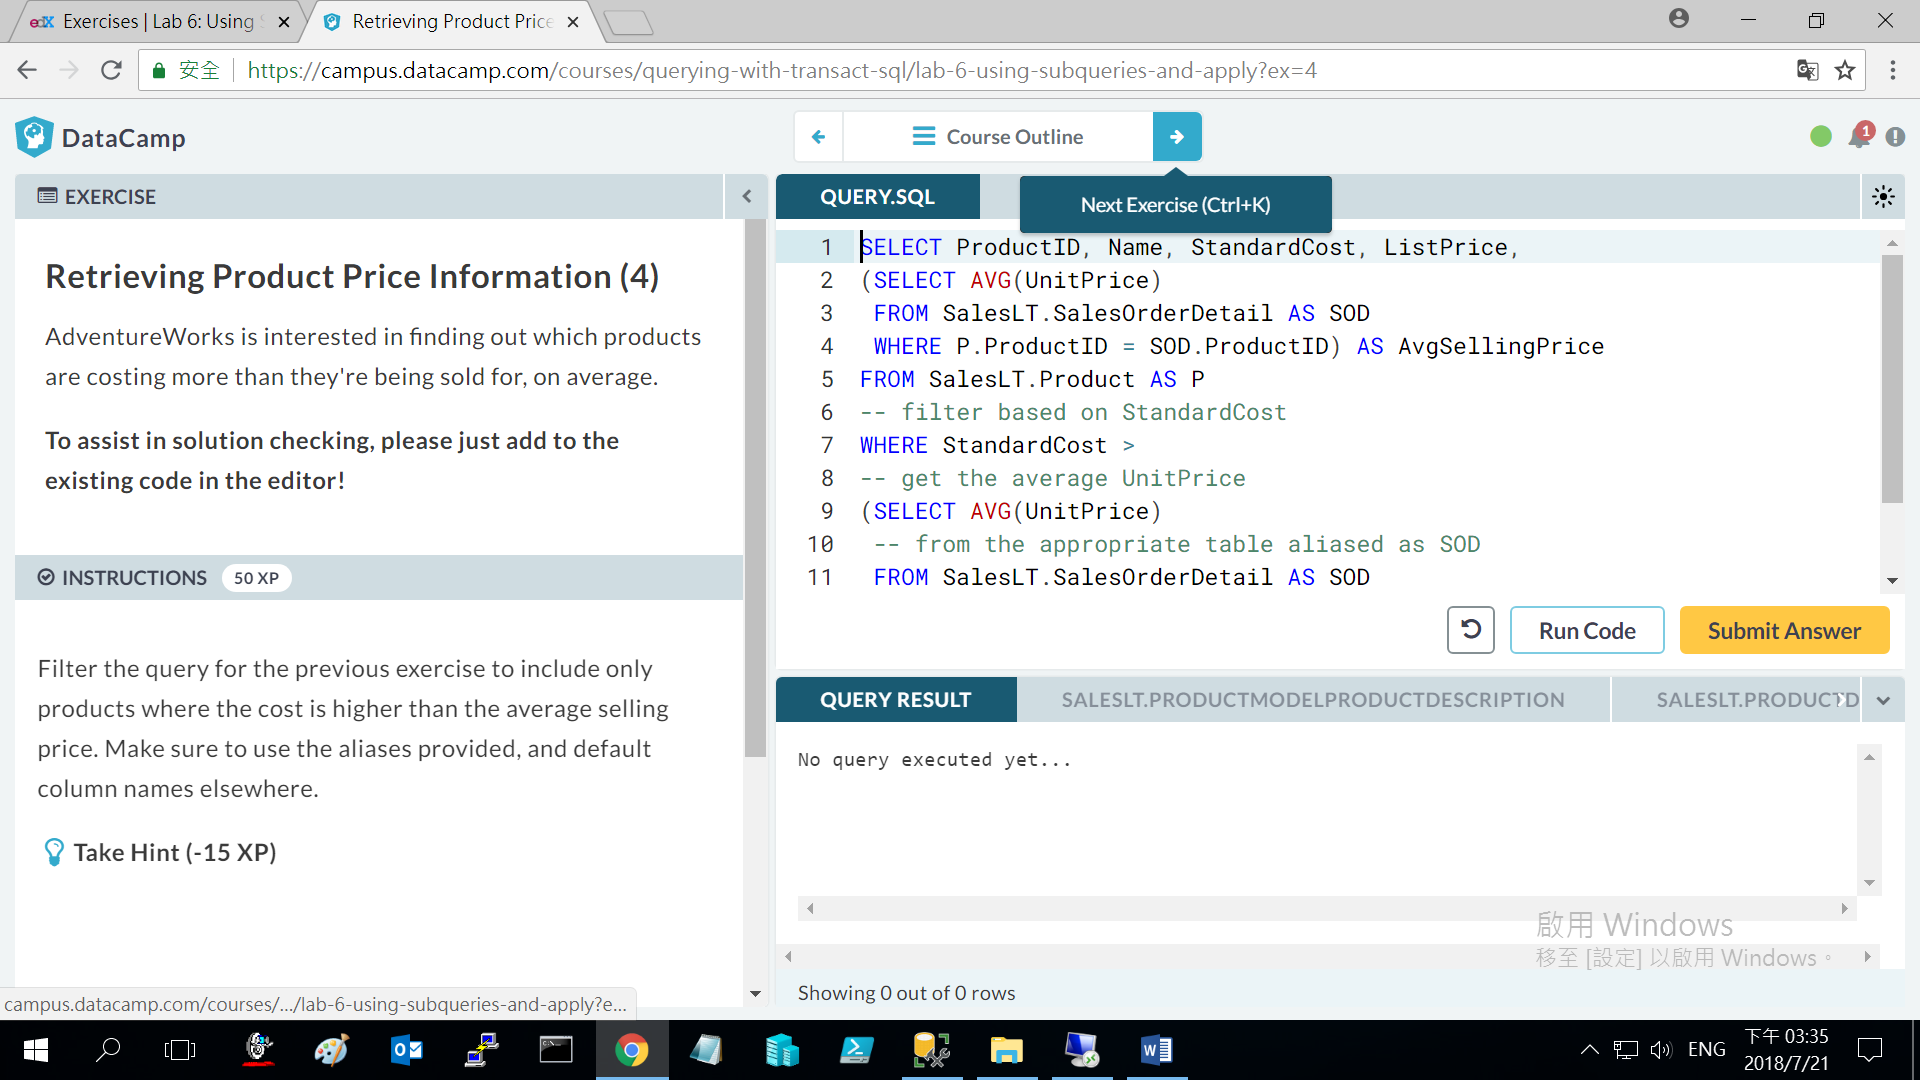 edX Exercises | Lab 6: Using
Retrieving Product Price
安全
https://campus.datacamp.com/courses/querying-with-transact-sql/lab-6-using-subqueries-and-apply?ex=4
DataCamp
Course Outline
1
EXERCISE
QUERY.SQL
Next Exercise (Ctrl+K)
Retrieving Product Price Information (4)
AdventureWorks is interested in finding out which products
are costing more than they're being sold for, on average.
To assist in solution checking, please just add to the
existing code in the editor!
INSTRUCTIONS 50 XP
Filter the query for the previous exercise to include only
products where the cost is higher than the average selling
price. Make sure to use the aliases provided, and default
column names elsewhere.
Take Hint (-15 XP)
1 SELECT ProductID, Name, StandardCost, ListPrice,
2 (SELECT AVG(UnitPrice)
3 FROM SalesLT.SalesOrderDetail AS SOD
4 WHERE P.ProductID = SOD.ProductID) AS AvgSellingPrice
5 FROM SalesLT.Product AS P
6 -- filter based on StandardCost
7 WHERE StandardCost >
8 -- get the average UnitPrice
9 (SELECT AVG(UnitPrice)
10 -- from the appropriate table aliased as SOD
11 FROM SalesLT.SalesOrderDetail AS SOD
Run Code
Submit Answer
QUERY RESULT
SALESLT.PRODUCTMODELPRODUCTDESCRIPTION
SALESLT.PRODUCTD
No query executed yet...
啟用 Windows
移至 [設定] 以啟用 Windows。
Showing 0 out of 0 rows
campus.datacamp.com/courses/.../lab-6-using-subqueries-and-apply?e...
ENG
下午 03:35
2018/7/21